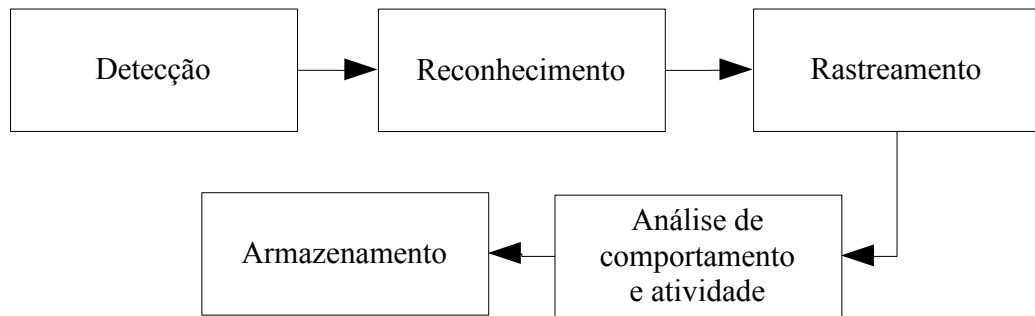 Detecção
Reconhecimento
Rastreamento
Análise de
comportamento
e atividade
Armazenamento